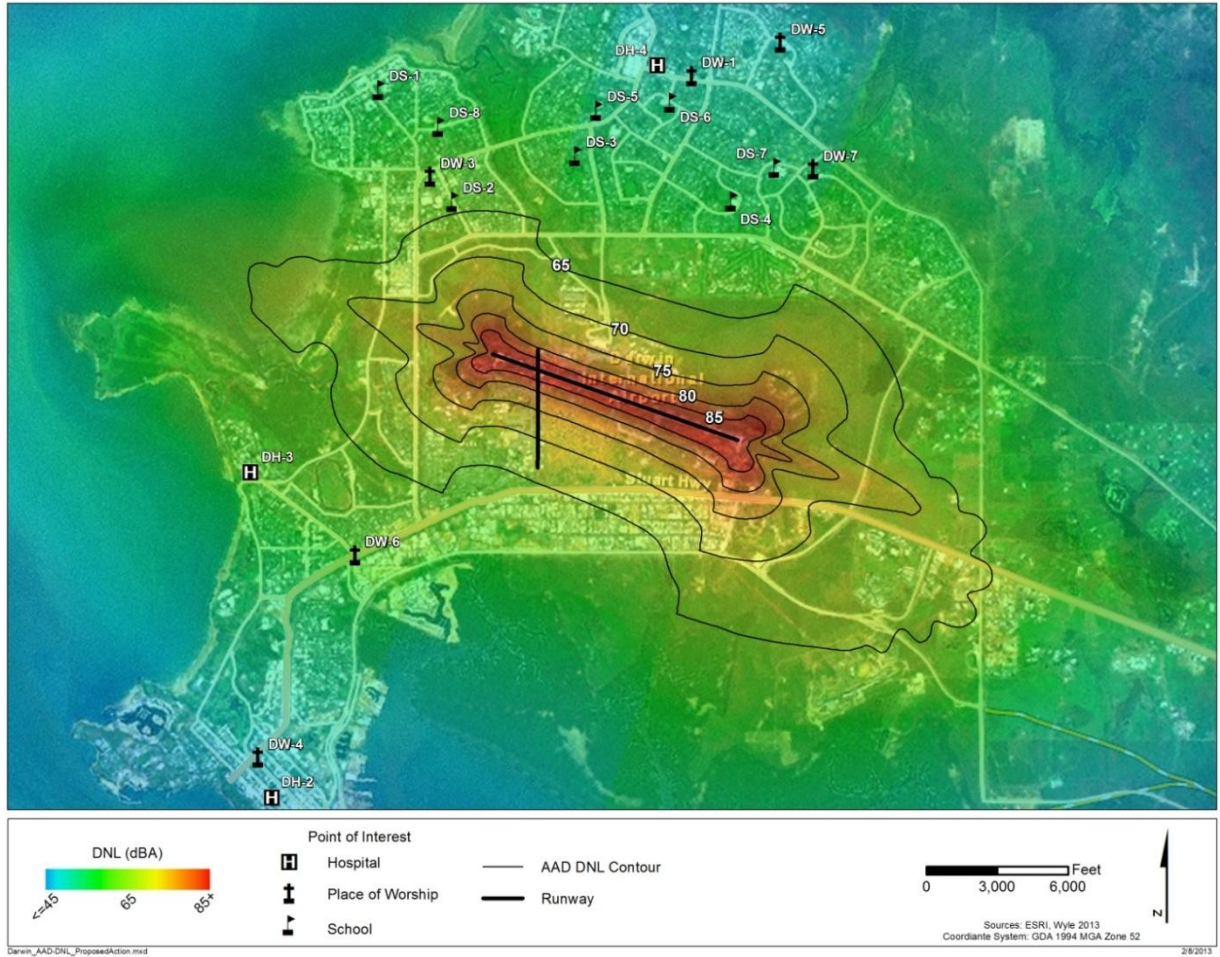 DW-5
DH-4
DW-1
DS-1
DS-5
DS-6
DS-8
DS-3
DW-3
DS-7
DW-7
DS-2
DS-4
65
70
Darwin
International
Airport
75
80
85
DH-3
Stuart Hwy
DW-6
DW-4
DH-2
DNL (dBA)
<=45
65
85+
Point of Interest
H Hospital
Place of Worship
School
AAD DNL Contour
Runway
Feet
0 3,000 6,000
N
Sources: ESRI, Wyle 2013
Coordiante System: GDA 1994 MGA Zone 52
Darwin_AAD-DNL_ProposedAction.mxd
2/8/2013